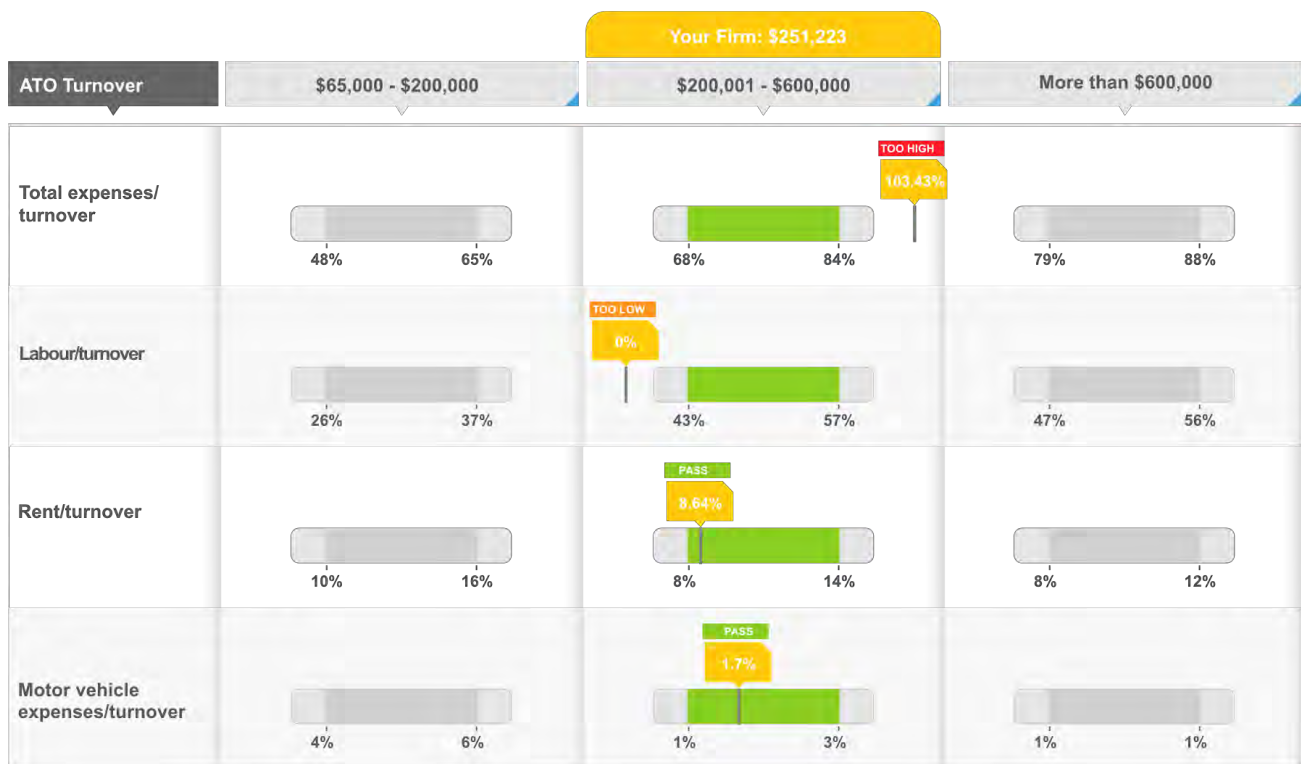 Your Firm: $251,223
ATO Turnover
$65,000 - $200,000
$200,001 - $600,000
More than $600,000
TOO HIGH
103.43%
Total expenses/
turnover
48%
65%
68%
84%
79%
88%
TOO LOW
0%
Labour/turnover
26%
37%
43%
57%
47%
56%
PASS
8.64%
Rent/turnover
10%
16%
8%
14%
8%
12%
PASS
1.7%
Motor vehicle
expenses/turnover
4%
6%
1%
3%
1%
1%